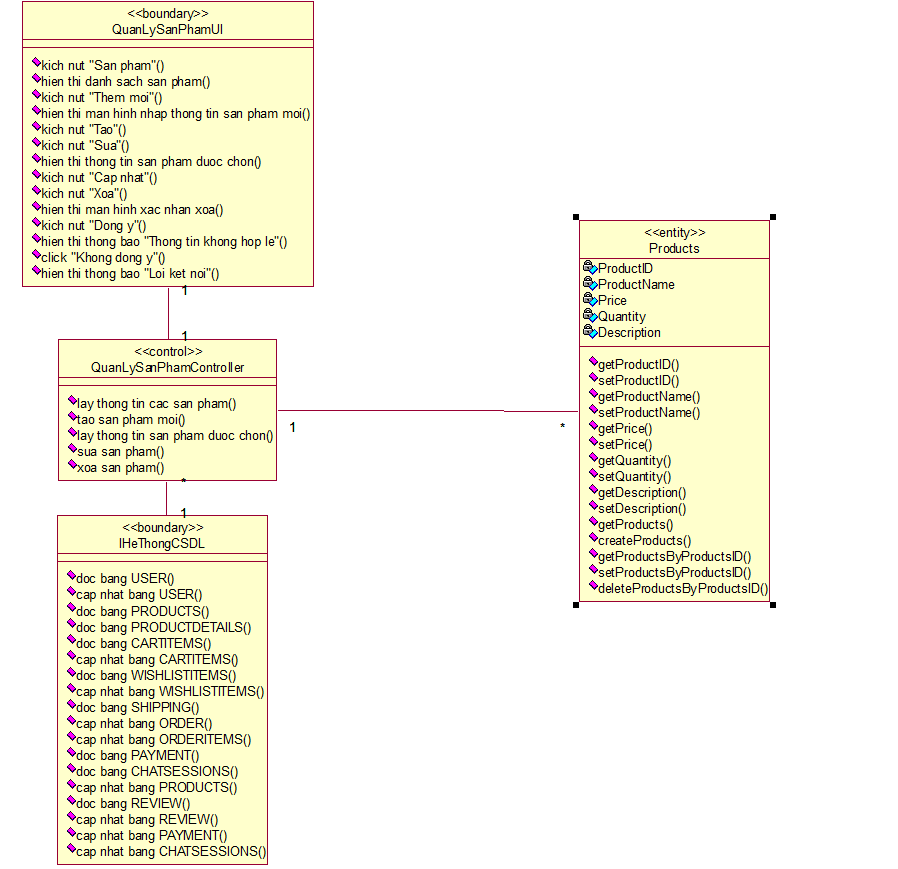 <<boundary>>
QuanLySanPhamUI
kich nut "San pham"()
hien thi danh sach san pham()
kich nut "Them moi"()
hien thi man hinh nhap thong tin san pham moi()
kich nut "Tao"()
kich nut "Sua"()
hien thi thong tin san pham duoc chon()
kich nut "Cap nhat"()
kich nut "Xoa"()
hien thi man hinh xac nhan xoa()
kich nut "Dong y"()
hien thi thong bao "Thong tin khong hop le"()
click "Khong dong y"()
hien thi thong bao "Loi ket noi"()
1
1
<<control>>
QuanLySanPhamController
lay thong tin cac san pham()
tao san pham moi()
lay thong tin san pham duoc chon()
sua san pham()
xoa san pham()
1
*
*
1
<<boundary>>
IHeThongCSDL
doc bang USER()
cap nhat bang USER()
doc bang PRODUCTS()
doc bang PRODUCTDETAILS()
doc bang CARTITEMS()
cap nhat bang CARTITEMS()
doc bang WISHLISTITEMS()
cap nhat bang WISHLISTITEMS()
doc bang SHIPPING()
cap nhat bang ORDER()
cap nhat bang ORDERITEMS()
doc bang PAYMENT()
doc bang CHATSESSIONS()
cap nhat bang PRODUCTS()
doc bang REVIEW()
cap nhat bang REVIEW()
cap nhat bang PAYMENT()
cap nhat bang CHATSESSIONS()
<<entity>>
Products
ProductID
ProductName
Price
Quantity
Description
getProductID()
setProductID()
getProductName()
setProductName()
getPrice()
setPrice()
getQuantity()
setQuantity()
getDescription()
setDescription()
getProducts()
createProducts()
getProductsByProductsID()
setProductsByProductsID()
deleteProductsByProductsID()